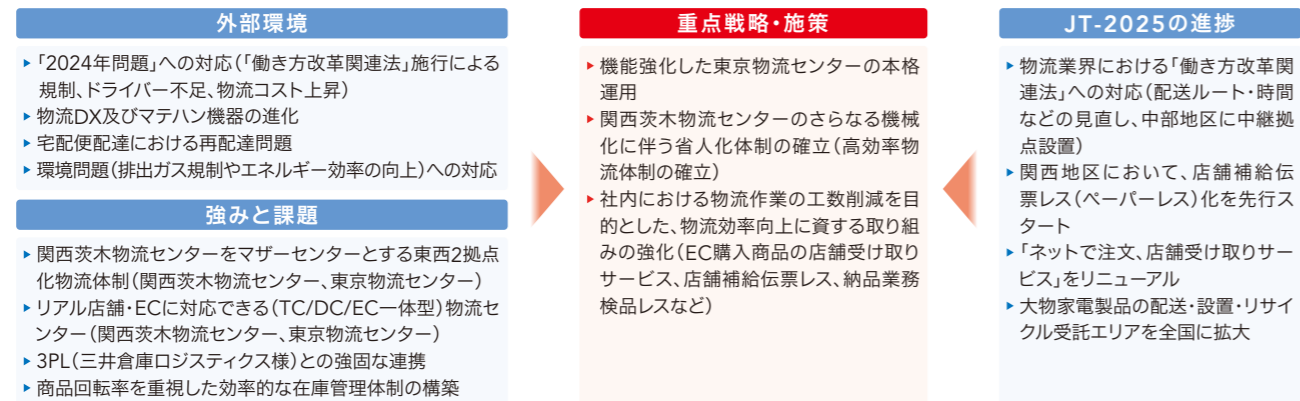 外部環境
▶「2024年問題」への対応(「働き方改革関連法」施行による
規制、ドライバー不足、物流コスト上昇)
▶物流DX及びマテハン機器の進化
▶宅配便配達における再配達問題
▶環境問題(排出ガス規制やエネルギー効率の向上)への対応
強みと課題
▶関西茨木物流センターをマザーセンターとする東西2拠点
化物流体制(関西茨木物流センター、東京物流センター)
▶リアル店舗・ECに対応できる(TC/DC/EC一体型)物流セ
ンター(関西茨木物流センター、東京物流センター)
▶3PL(三井倉庫ロジスティクス様)との強固な連携
▶商品回転率を重視した効率的な在庫管理体制の構築
重点戦略・施策
▶機能強化した東京物流センターの本格
運用
▶関西茨木物流センターのさらなる機械
化に伴う省人化体制の確立(高効率物
流体制の確立)
▶社内における物流作業の工数削減を目
的とした、物流効率向上に資する取り組
みの強化(EC購入商品の店舗受け取り
サービス、店舗補給伝票レス、納品業務
検品レスなど)
JT-2025の進捗
▶物流業界における「働き方改革関
連法」への対応(配送ルート・時間
などの見直し、中部地区に中継拠
点設置)
▶関西地区において、店舗補給伝
票レス(ペーパーレス)化を先行ス
タート
▶「ネットで注文、店舗受け取りサー
ビス」をリニューアル
▶大物家電製品の配送・設置・リサイ
クル受託エリアを全国に拡大